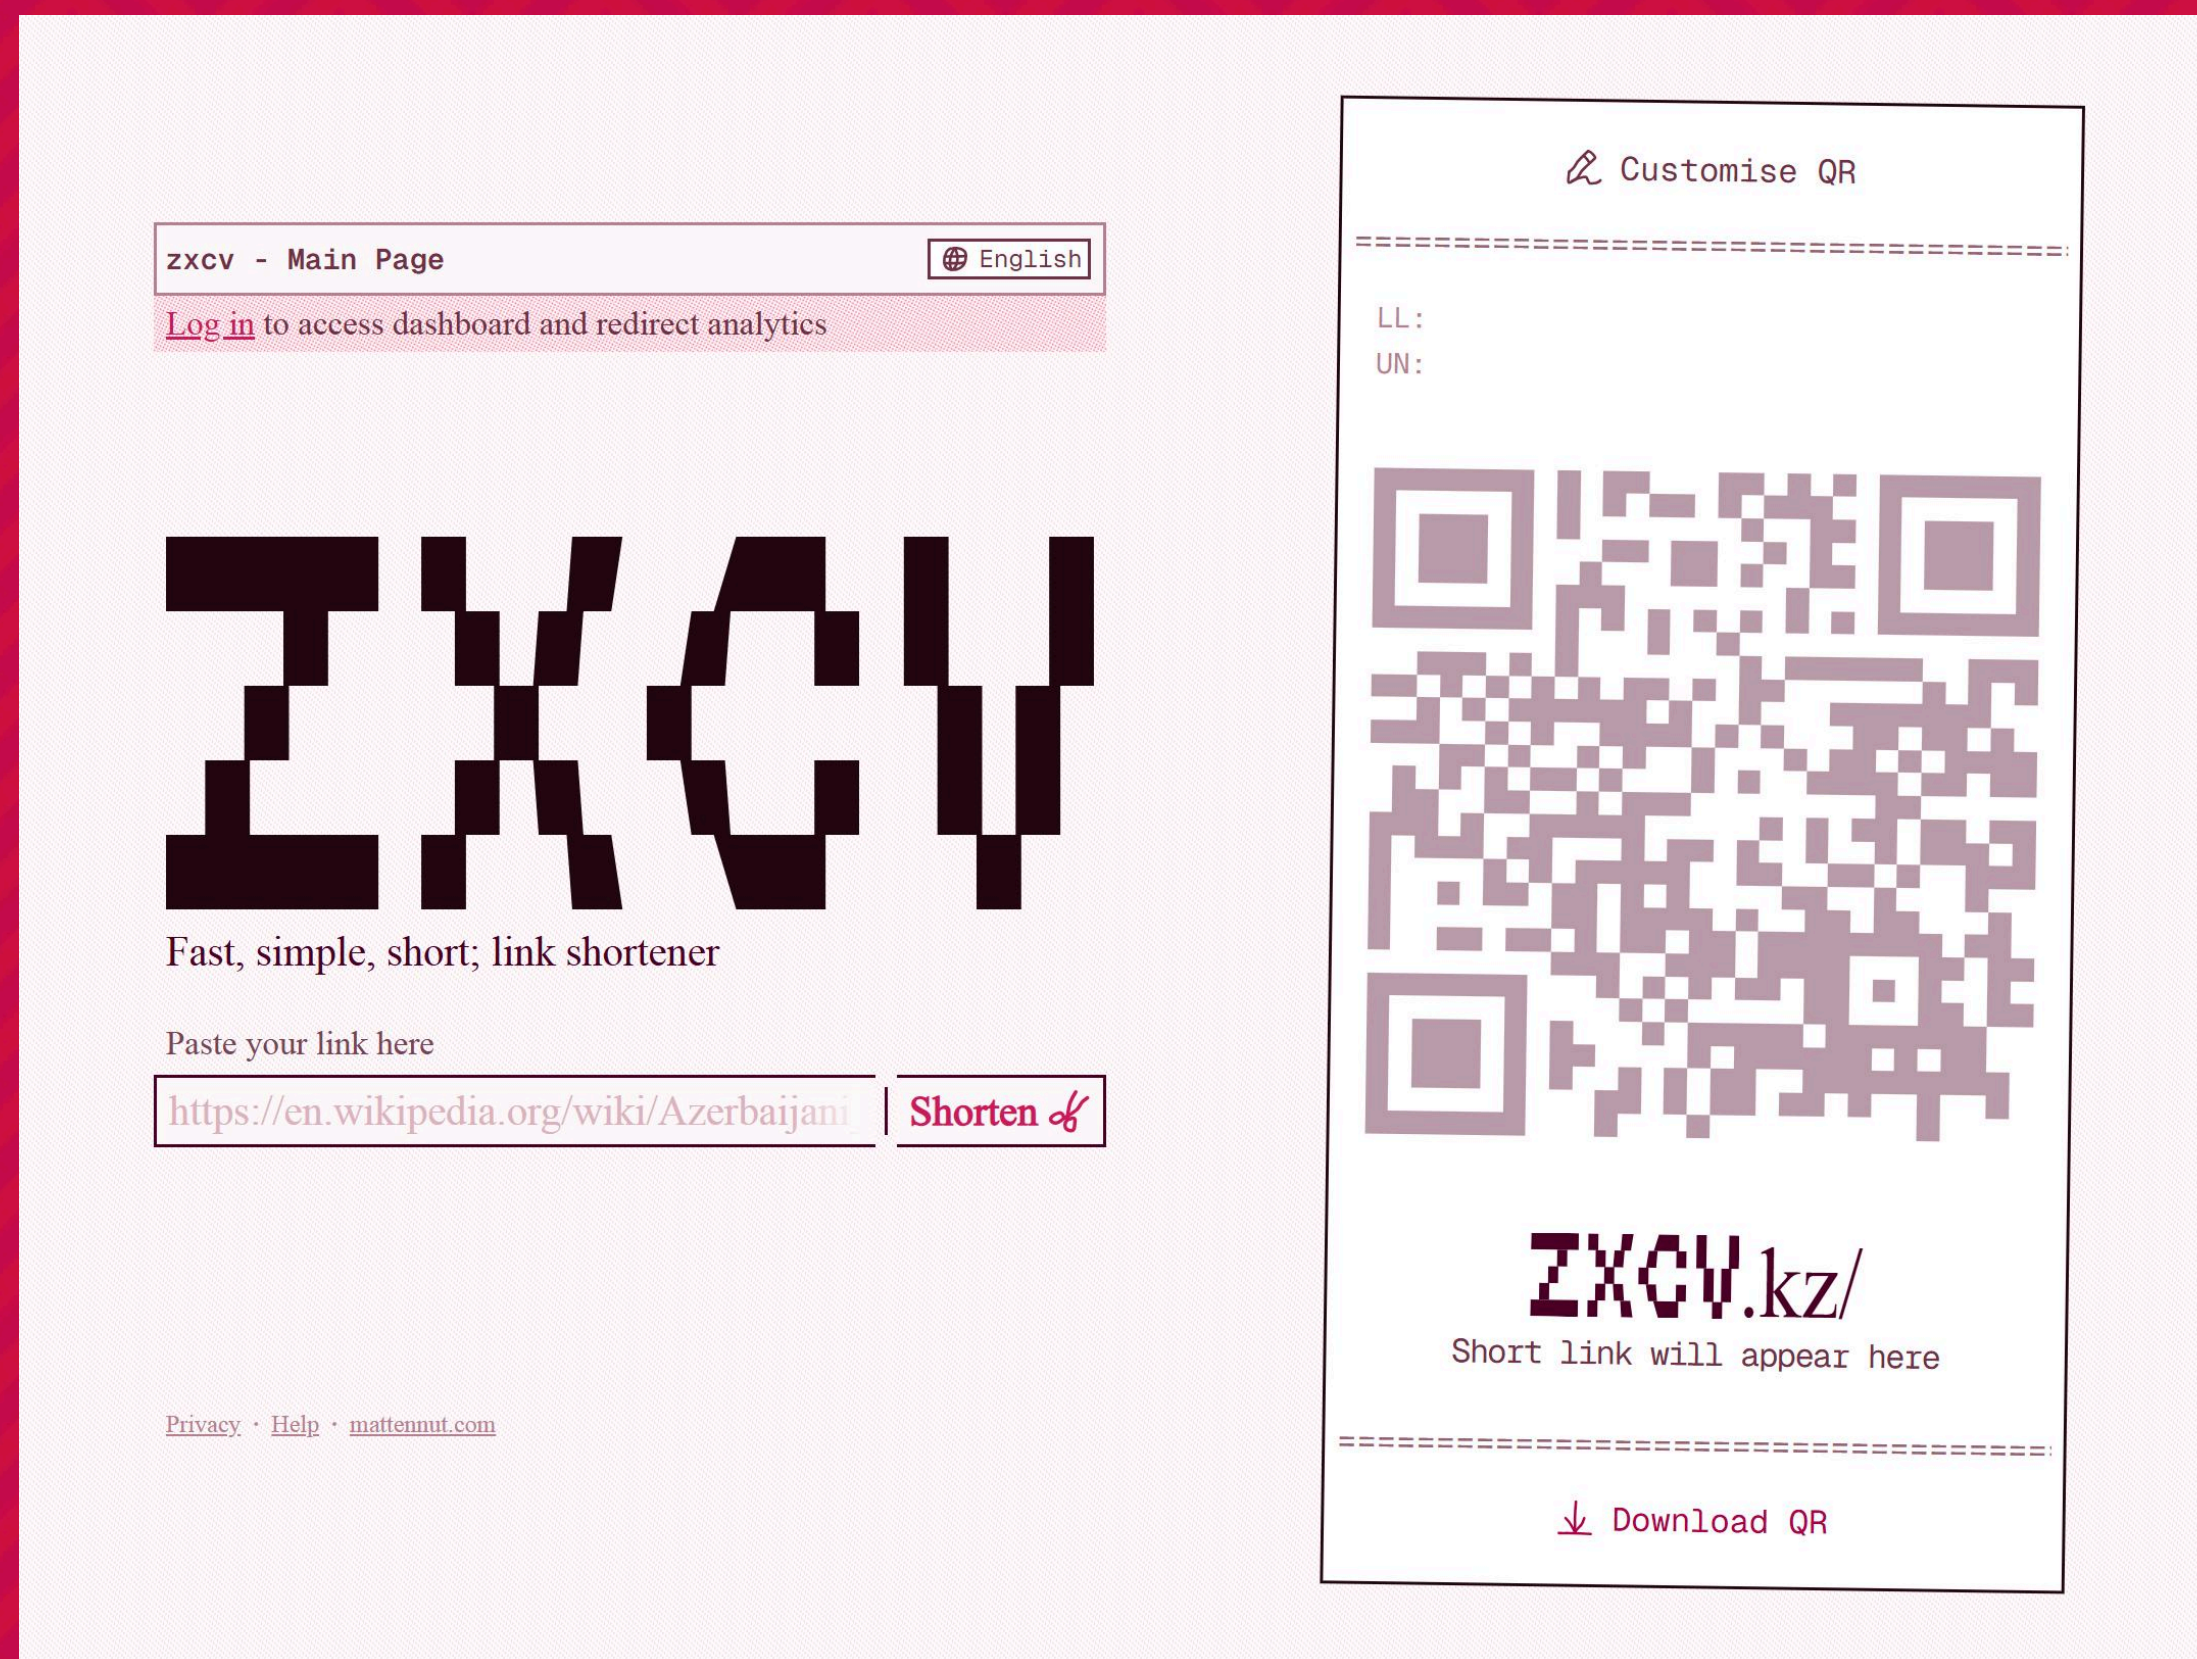 zxcv - Main Page
English
Log in to access dashboard and redirect analytics
ZXCV
Fast, simple, short; link shortener
Paste your link here
https://en.wikipedia.org/wiki/Azerbaijani
Shorten
Privacy · Help · mattennut.com
Customise QR
=====================================
LL:
UN:
ZXCV.kz/
Short link will appear here
=====================================
Download QR